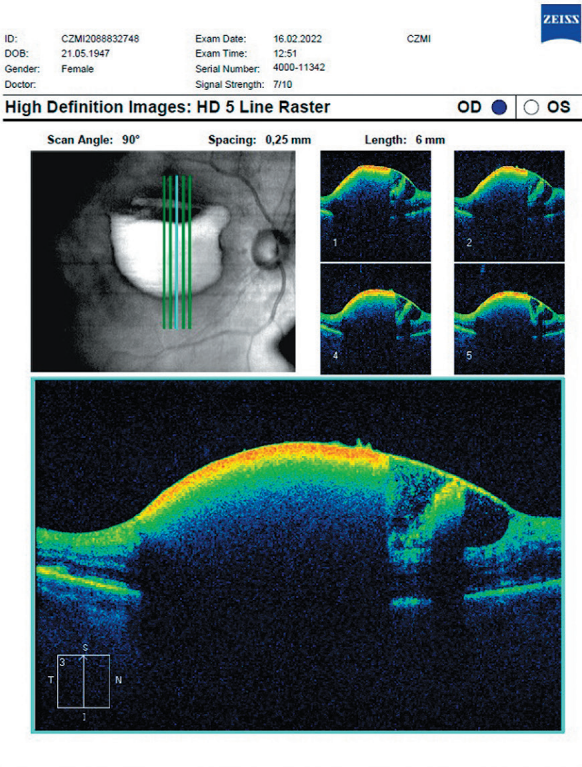 ZEISS
ID: CZMI2088832748 Exam Date: 16.02.2022 CZMI
DOB: 21.05.1947 Exam Time: 12:51
Gender: Female Serial Number: 4000-11342
Doctor: Signal Strength: 7/10
High Definition Images: HD 5 Line Raster OD OS
Scan Angle: 90° Spacing: 0,25 mm Length: 6 mm
1
2
4
5
S
3
T N
I